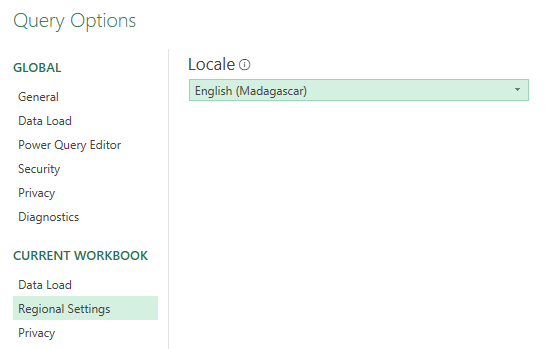 Query Options
GLOBAL
General
Data Load
Power Query Editor
Security
Privacy
Diagnostics
CURRENT WORKBOOK
Data Load
Regional Settings
Privacy
Locale
English (Madagascar)